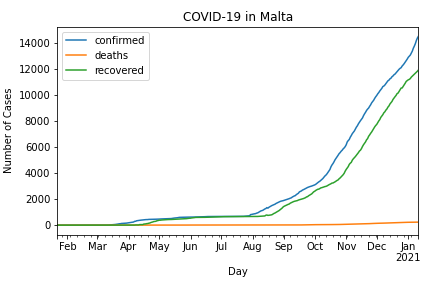 COVID-19 in Malta
confirmed
deaths
recovered
Number of Cases
14000
12000
10000
8000
6000
4000
2000
0
Feb Mar Apr May Jun Jul Aug Sep Oct Nov Dec Jan
2021
Day